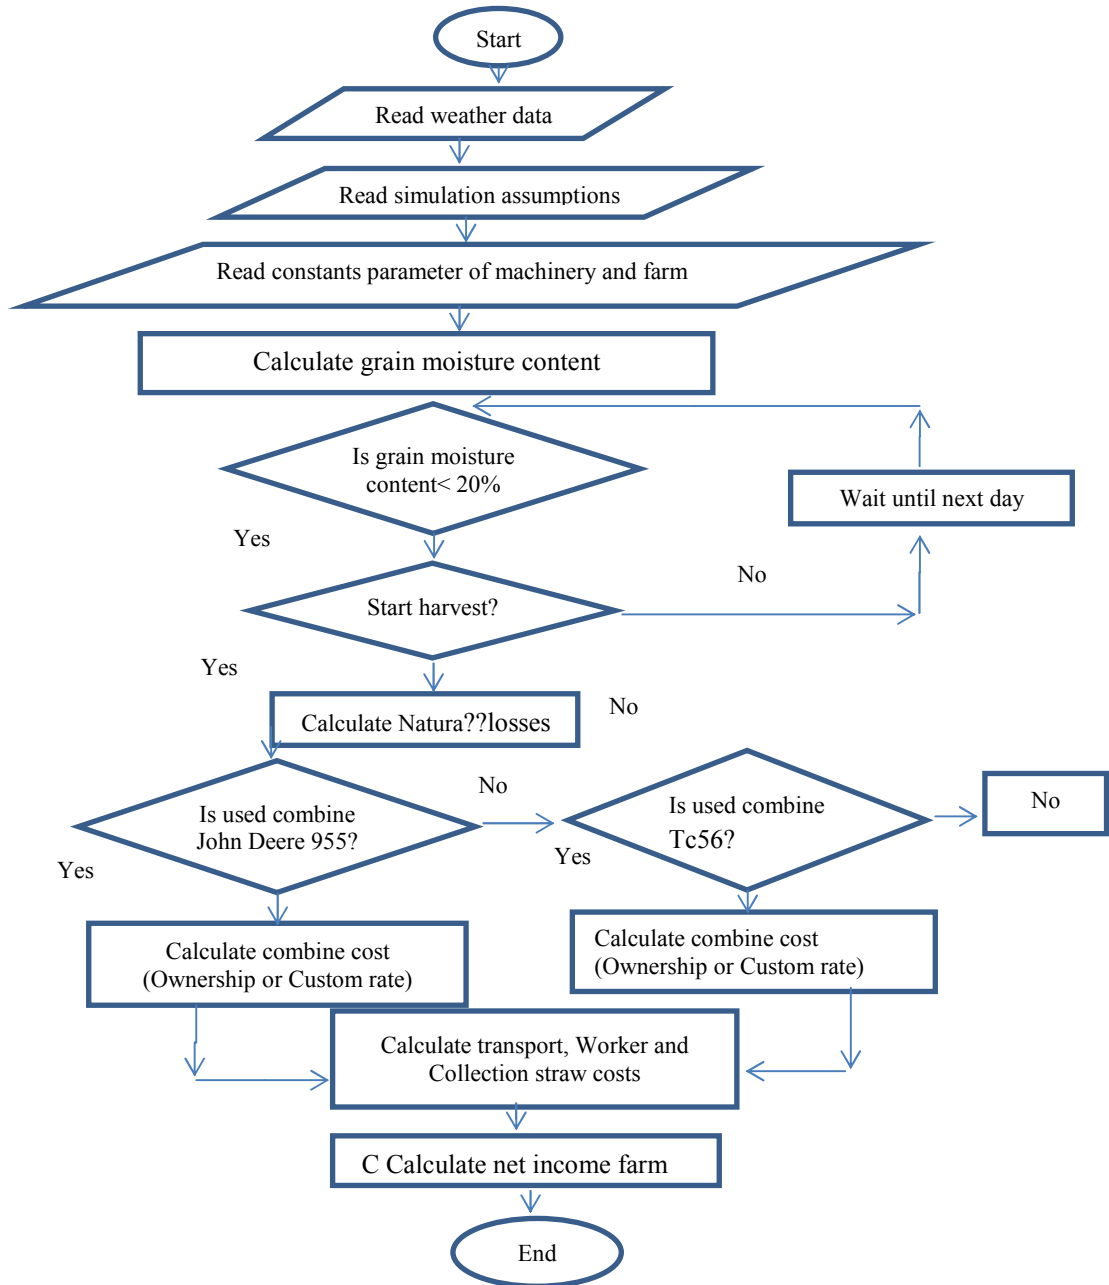 Start
Read weather data
Read simulation assumptions
Read constants parameter of machinery and farm
Calculate grain moisture content
Is grain moisture
content< 20%
Wait until next day
Yes
No
Start harvest?
Yes
No
Calculate Natura??losses
No
Is used combine
John Deere 955?
Is used combine
Tc56?
No
Yes
Yes
Calculate combine cost
(Ownership or Custom rate)
Calculate combine cost
(Ownership or Custom rate)
Calculate transport, Worker and
Collection straw costs
C Calculate net income farm
End